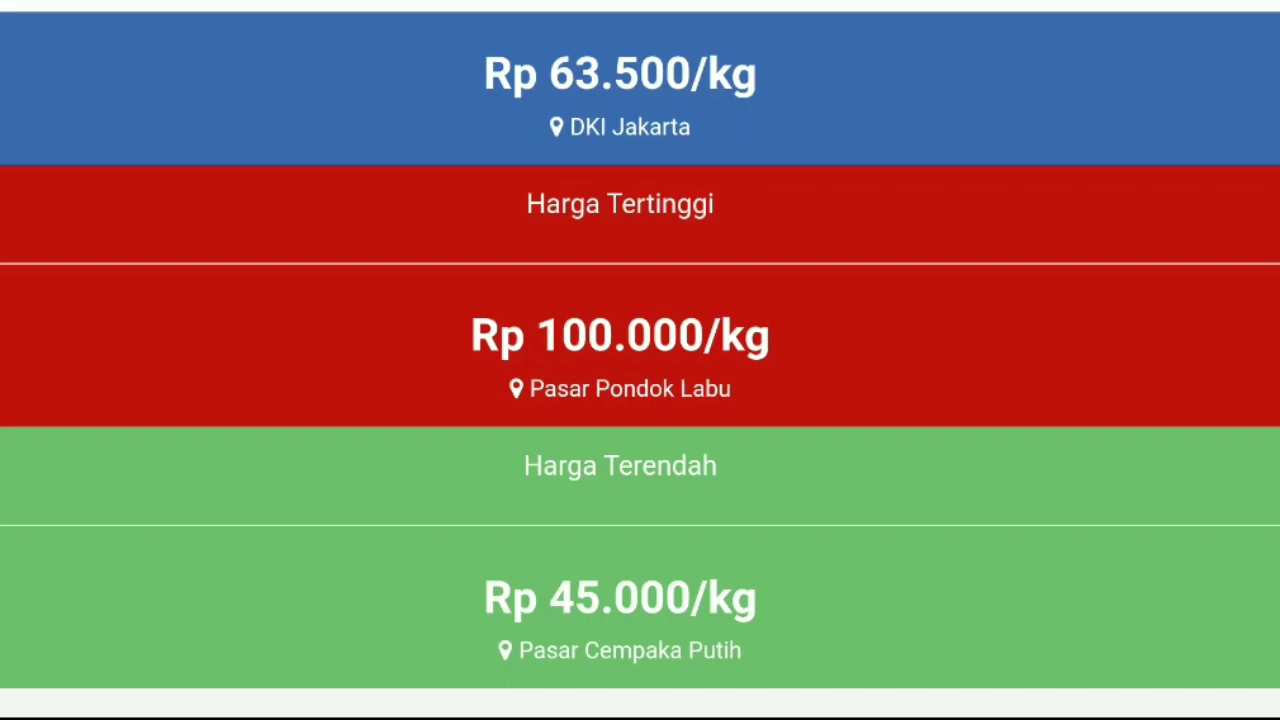 Rp 63.500/kg
DKI Jakarta
Harga Tertinggi
Rp 100.000/kg
Pasar Pondok Labu
Harga Terendah
Rp 45.000/kg
Pasar Cempaka Putih